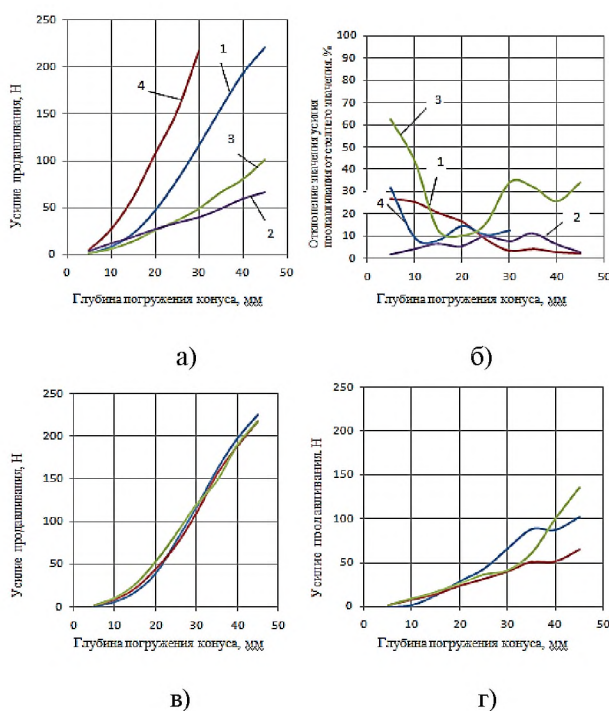 250
200
150
100
50
0
Усилие продавливания, Н
4
1
3
2
0 10 20 30 40 50
Глубина погружения конуса, мм
а)
100
90
80
70
60
50
40
30
20
10
0
Отклонение значения усилия
продавливания от
значения, %
3
1
4
2
0 10 20 30 40 50
Глубина погружения конуса, мм
б)
250
200
150
100
50
0
Усилие продавливания, Н
0 10 20 30 40 50
Глубина погружения конуса, мм
в)
250
200
150
100
50
0
Усилие продавливания, Н
0 10 20 30 40 50
Глубина погружения конуса, мм
г)